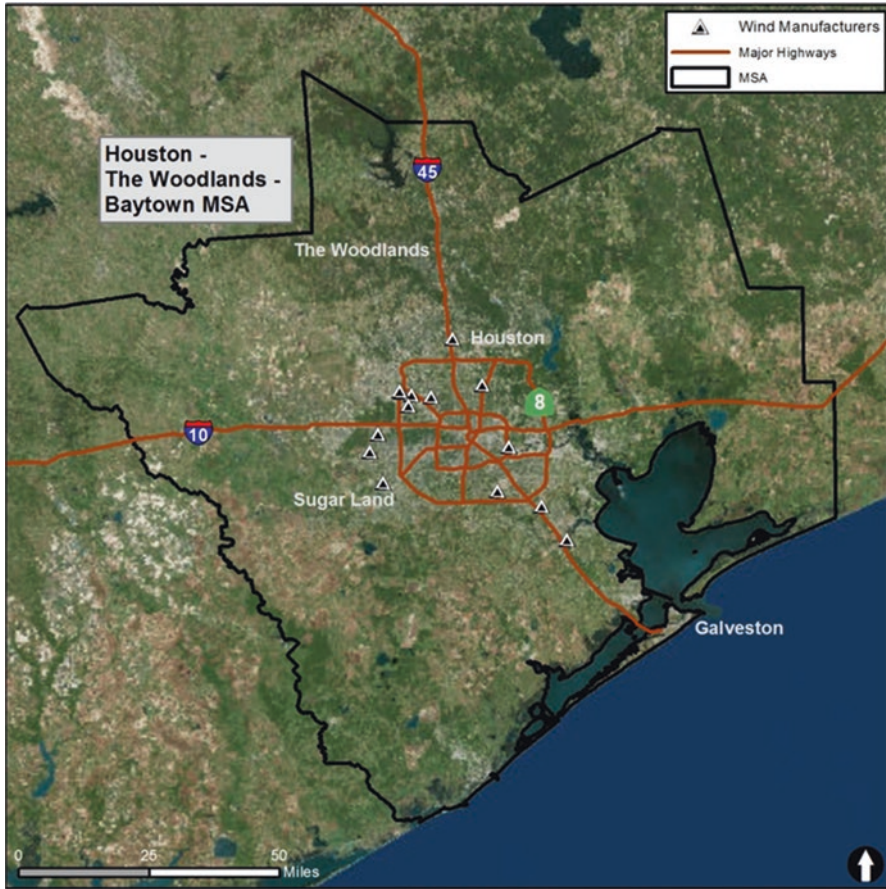 Wind Manufacturers
Major Highways
MSA
Houston -
The Woodlands -
Baytown MSA
45
The Woodlands
Houston
8
10
Sugar Land
Galveston
0 25 50
Miles